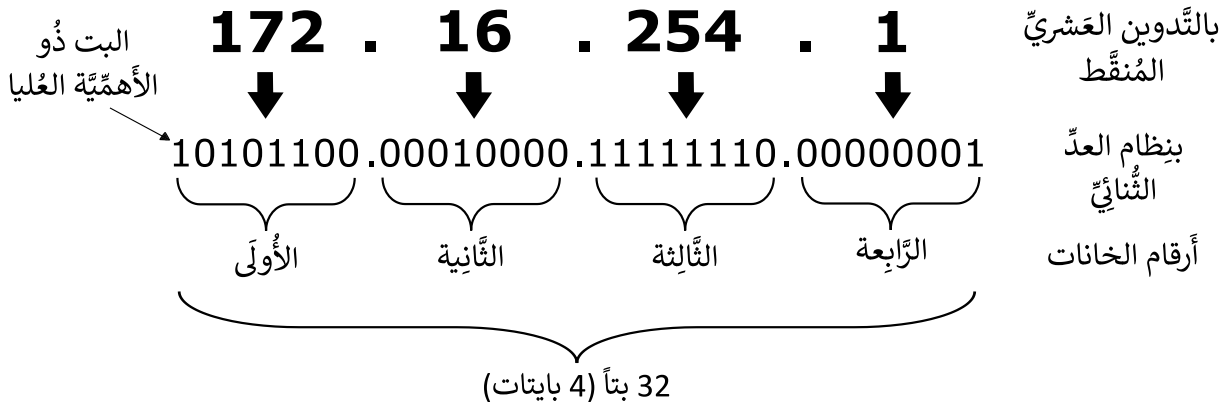 172 . 16 . 254 . 1
بالتَّدوين العَشريِّ
المُنقَّط
البت ذُو
الأَهمِّيَّة العُليا
10101100.00010000.11111110.00000001
بنِظام العدِّ
الثُّنائِيِّ
الأُولَى
الثَّانِية
الثَّالِثة
الرَّابِعة
أَرقام الخانات
32 بتاً (4 بايتات)